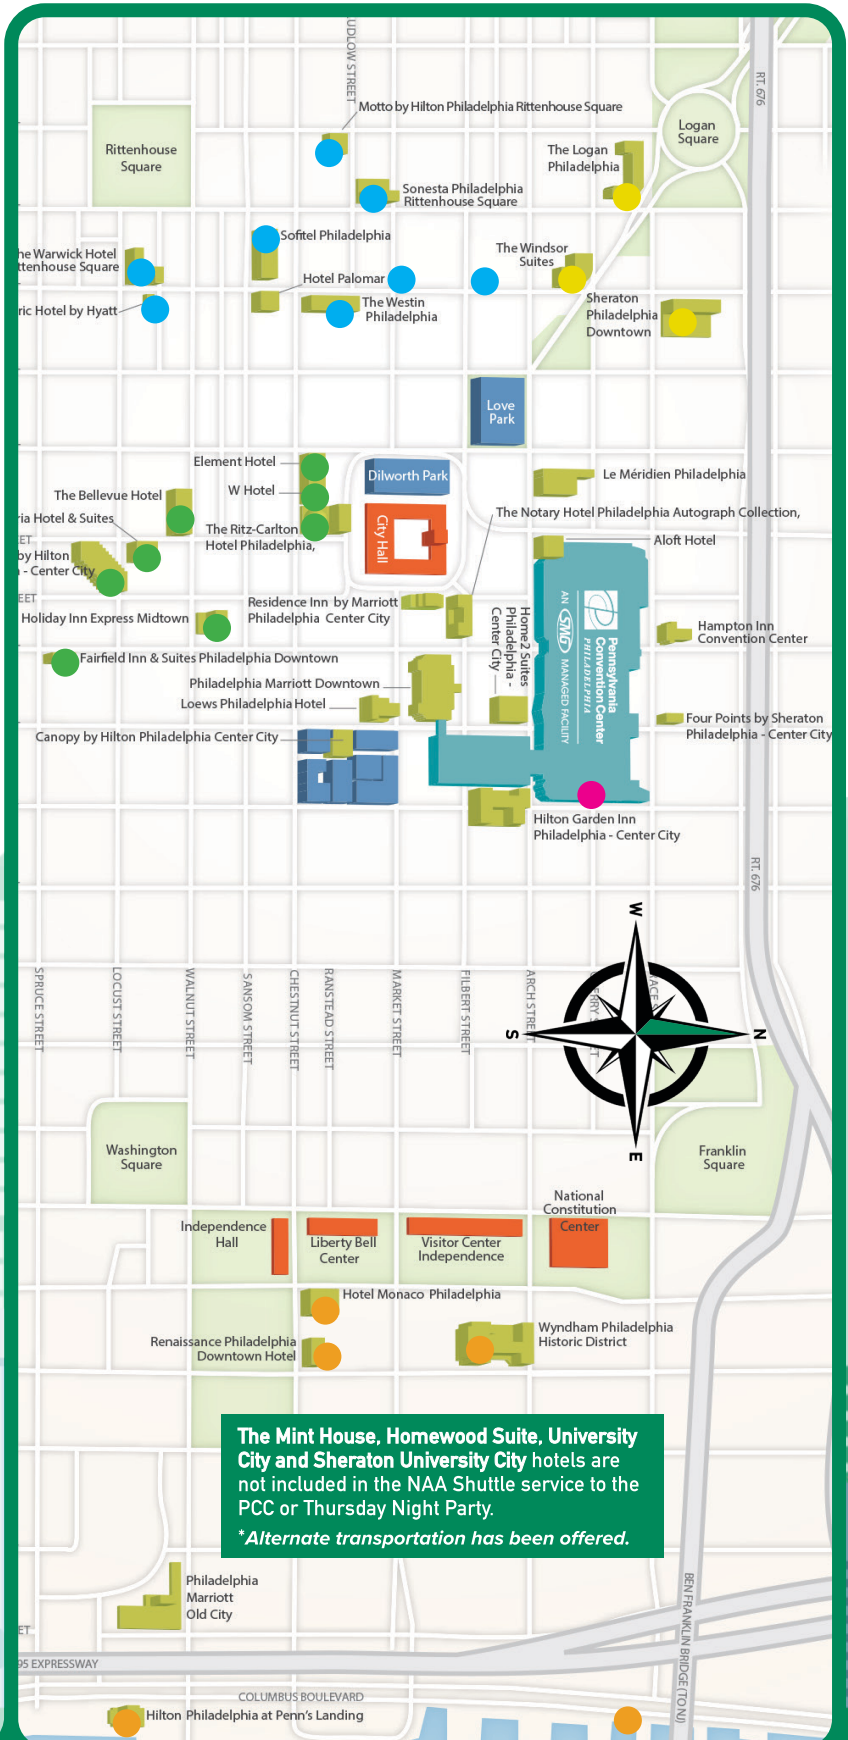 LUDLOW STREET
RT. 676
Motto by Hilton Philadelphia Rittenhouse Square
Logan
Square
Rittenhouse
Square
The Logan
Philadelphia
Sonesta Philadelphia
Rittenhouse Square
Sofitel Philadelphia
he Warwick Hotel
ttenhouse Square
The Windsor
Suites
Hotel Palomar
ric Hotel by Hyatt
The Westin
Philadelphia
Sheraton
Philadelphia
Downtown
Love
Park
Element Hotel
Dilworth Park
Le Méridien Philadelphia
W Hotel
The Bellevue Hotel
ria Hotel & Suites
The Ritz-Carlton
Hotel Philadelphia,
The Notary Hotel Philadelphia Autograph Collection,
City Hall
EET
by Hilton
a - Center City
Aloft Hotel
EET
Residence Inn by Marriott
Philadelphia Center City
Holiday Inn Express Midtown
Home2 Suites
Philadelphia -
Center City
Pennsylvania
Convention Center
PHILADELPHIA
AN SMG MANAGED FACILITY
Hampton Inn
Convention Center
Fairfield Inn & Suites Philadelphia Downtown
Philadelphia Marriott Downtown
Loews Philadelphia Hotel
Four Points by Sheraton
Philadelphia - Center City
Canopy by Hilton Philadelphia Center City
Hilton Garden Inn
Philadelphia - Center City
RT. 676
W
SPRUCE STREET
LOCUST STREET
WALNUT STREET
SANSOM STREET
CHESTNUT STREET
RANSTEAD STREET
MARKET STREET
FILBERT STREET
ARCH STREET
S
N
E
Washington
Square
Franklin
Square
National
Constitution
Center
Independence
Hall
Liberty Bell
Center
Visitor Center
Independence
Hotel Monaco Philadelphia
Renaissance Philadelphia
Downtown Hotel
Wyndham Philadelphia
Historic District
The Mint House, Homewood Suite, University
City and Sheraton University City hotels are
not included in the NAA Shuttle service to the
PCC or Thursday Night Party.
*Alternate transportation has been offered.
Philadelphia
Marriott
Old City
BEN FRANKLIN BRIDGE (TO NJ)
ET
95 EXPRESSWAY
COLUMBUS BOULEVARD
Hilton Philadelphia at Penn's Landing